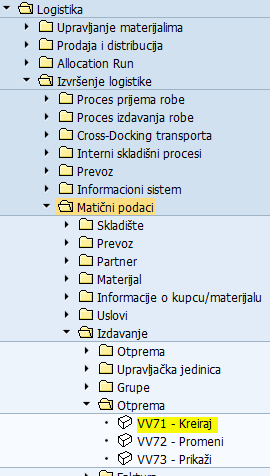 Logistika
Upravljanje materijalima
Prodaja i distribucija
Allocation Run
Izvršenje logistike
Proces prijema robe
Proces izdavanja robe
Cross-Docking transporta
Interni skladišni procesi
Prevoz
Informacioni sistem
Matični podaci
Skladište
Prevoz
Partner
Materijal
Informacije o kupcu/materijalu
Uslovi
Izdavanje
Otprema
Upravljačka jedinica
Grupe
Otprema
VV71 - Kreiraj
VV72 - Promeni
VV73 - Prikaži